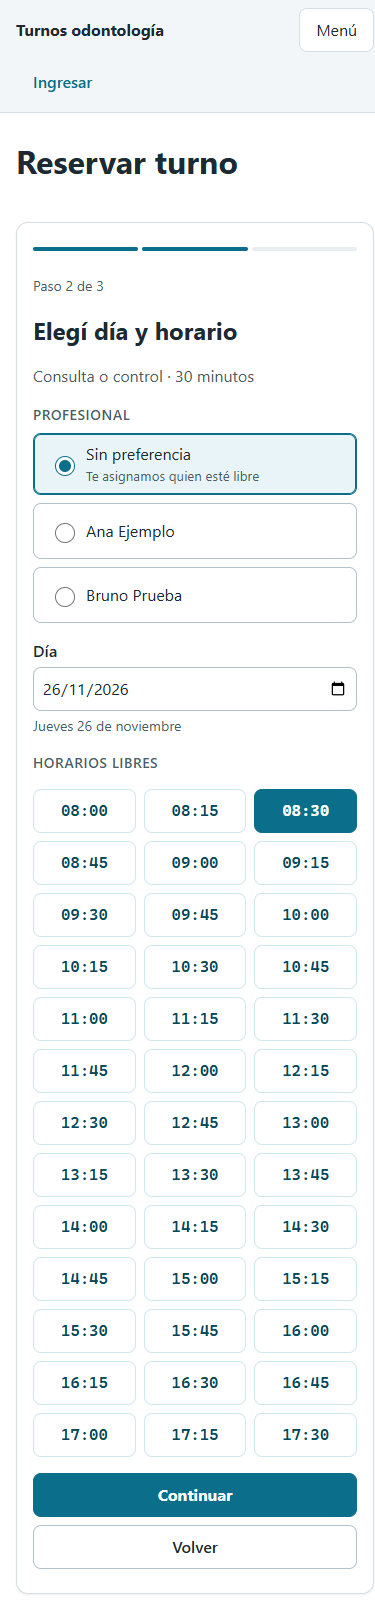 Turnos odontología
Menú
Ingresar
Reservar turno
Paso 2 de 3
Elegí día y horario
Consulta o control · 30 minutos
PROFESIONAL
Sin preferencia
Te asignamos quien esté libre
Ana Ejemplo
Bruno Prueba
Día
26/11/2026
Jueves 26 de noviembre
HORARIOS LIBRES
08:00 08:15 08:30
08:45 09:00 09:15
09:30 09:45 10:00
10:15 10:30 10:45
11:00 11:15 11:30
11:45 12:00 12:15
12:30 12:45 13:00
13:15 13:30 13:45
14:00 14:15 14:30
14:45 15:00 15:15
15:30 15:45 16:00
16:15 16:30 16:45
17:00 17:15 17:30
Continuar
Volver